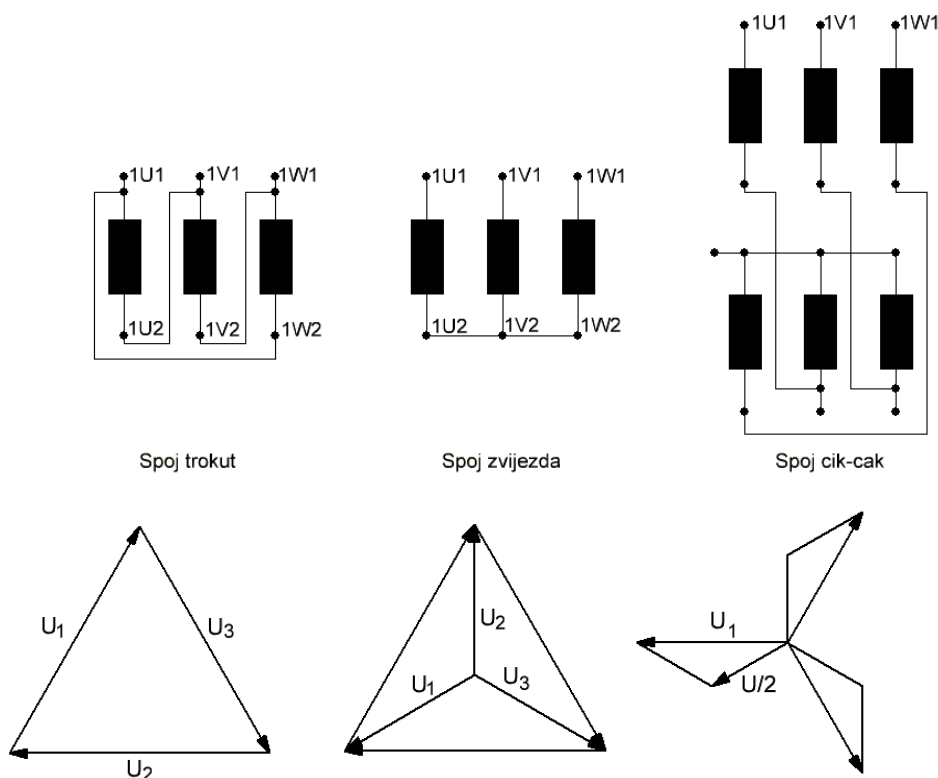 1U1 1V1 1W1
1U1 1V1 1W1
1U1 1V1 1W1
1U2 1V2 1W2
1U2 1V2 1W2
Spoj trokut
Spoj zvijezda
Spoj cik-cak
U1
U3
U2
U2
U1
U3
U1
U/2